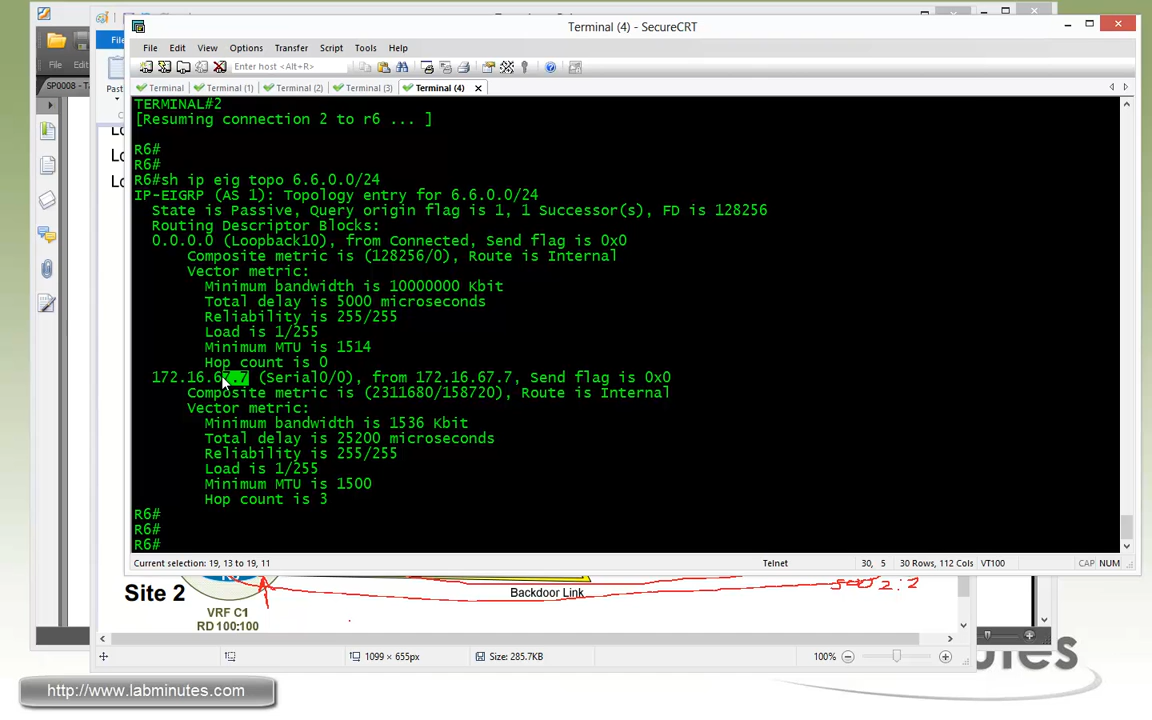 Terminal (4) - SecureCRT
File Edit View Options Transfer Script Tools Help
Enter host <Alt+R>
Terminal Terminal (1) Terminal (2) Terminal (3) Terminal (4)
File
File Edi
SP0008 - T
Past
TERMINAL#2
[Resuming connection 2 to r6 ... ]
R6#
R6#
R6#sh ip eig topo 6.6.0.0/24
IP-EIGRP (AS 1): Topology entry for 6.6.0.0/24
State is Passive, Query origin flag is 1, 1 Successor(s), FD is 128256
Routing Descriptor Blocks:
0.0.0.0 (Loopback10), from Connected, Send flag is 0x0
Composite metric is (128256/0), Route is Internal
Vector metric:
Minimum bandwidth is 10000000 Kbit
Total delay is 5000 microseconds
Reliability is 255/255
Load is 1/255
Minimum MTU is 1514
Hop count is 0
172.16.67.7 (Serial0/0), from 172.16.67.7, Send flag is 0x0
Composite metric is (2311680/158720), Route is Internal
Vector metric:
Minimum bandwidth is 1536 Kbit
Total delay is 25200 microseconds
Reliability is 255/255
Load is 1/255
Minimum MTU is 1500
Hop count is 3
R6#
R6#
R6#
Current selection: 19, 13 to 19, 11 Telnet 30, 5 30 Rows, 112 Cols VT100 CAP NUM
Site 2
Backdoor Link
VRF C1
RD 100:100
1099 × 655px Size: 285.7KB 100%
http://www.labminutes.com